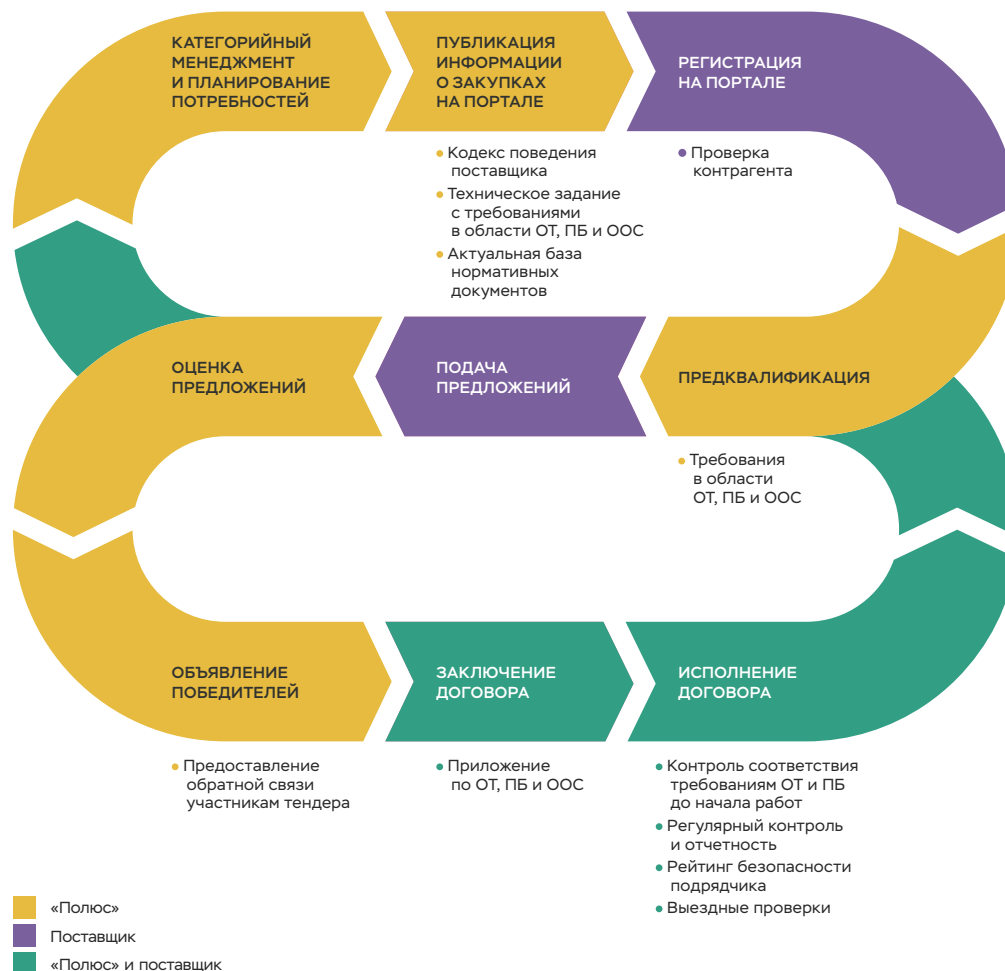 КАТЕГОРИЙНЫЙ
МЕНЕДЖМЕНТ
И ПЛАНИРОВАНИЕ
ПОТРЕБНОСТЕЙ
ПУБЛИКАЦИЯ
ИНФОРМАЦИИ
О ЗАКУПКАХ
НА ПОРТАЛЕ
РЕГИСТРАЦИЯ
НА ПОРТАЛЕ
• Кодекс поведения
поставщика
• Техническое задание
с требованиями
в области ОТ, ПБ и ООС
• Актуальная база
нормативных
документов
• Проверка
контрагента
ОЦЕНКА
ПРЕДЛОЖЕНИЙ
ПОДАЧА
ПРЕДЛОЖЕНИЙ
ПРЕДКВАЛИФИКАЦИЯ
• Требования
в области
ОТ, ПБ и ООС
ОБЪЯВЛЕНИЕ
ПОБЕДИТЕЛЕЙ
ЗАКЛЮЧЕНИЕ
ДОГОВОРА
ИСПОЛНЕНИЕ
ДОГОВОРА
• Предоставление
обратной связи
участникам тендера
• Приложение
по ОТ, ПБ и ООС
• Контроль соответствия
требованиям ОТ и ПБ
до начала работ
• Регулярный контроль
и отчетность
• Рейтинг безопасности
подрядчика
• Выездные проверки
«Полюс»
Поставщик
«Полюс» и поставщик